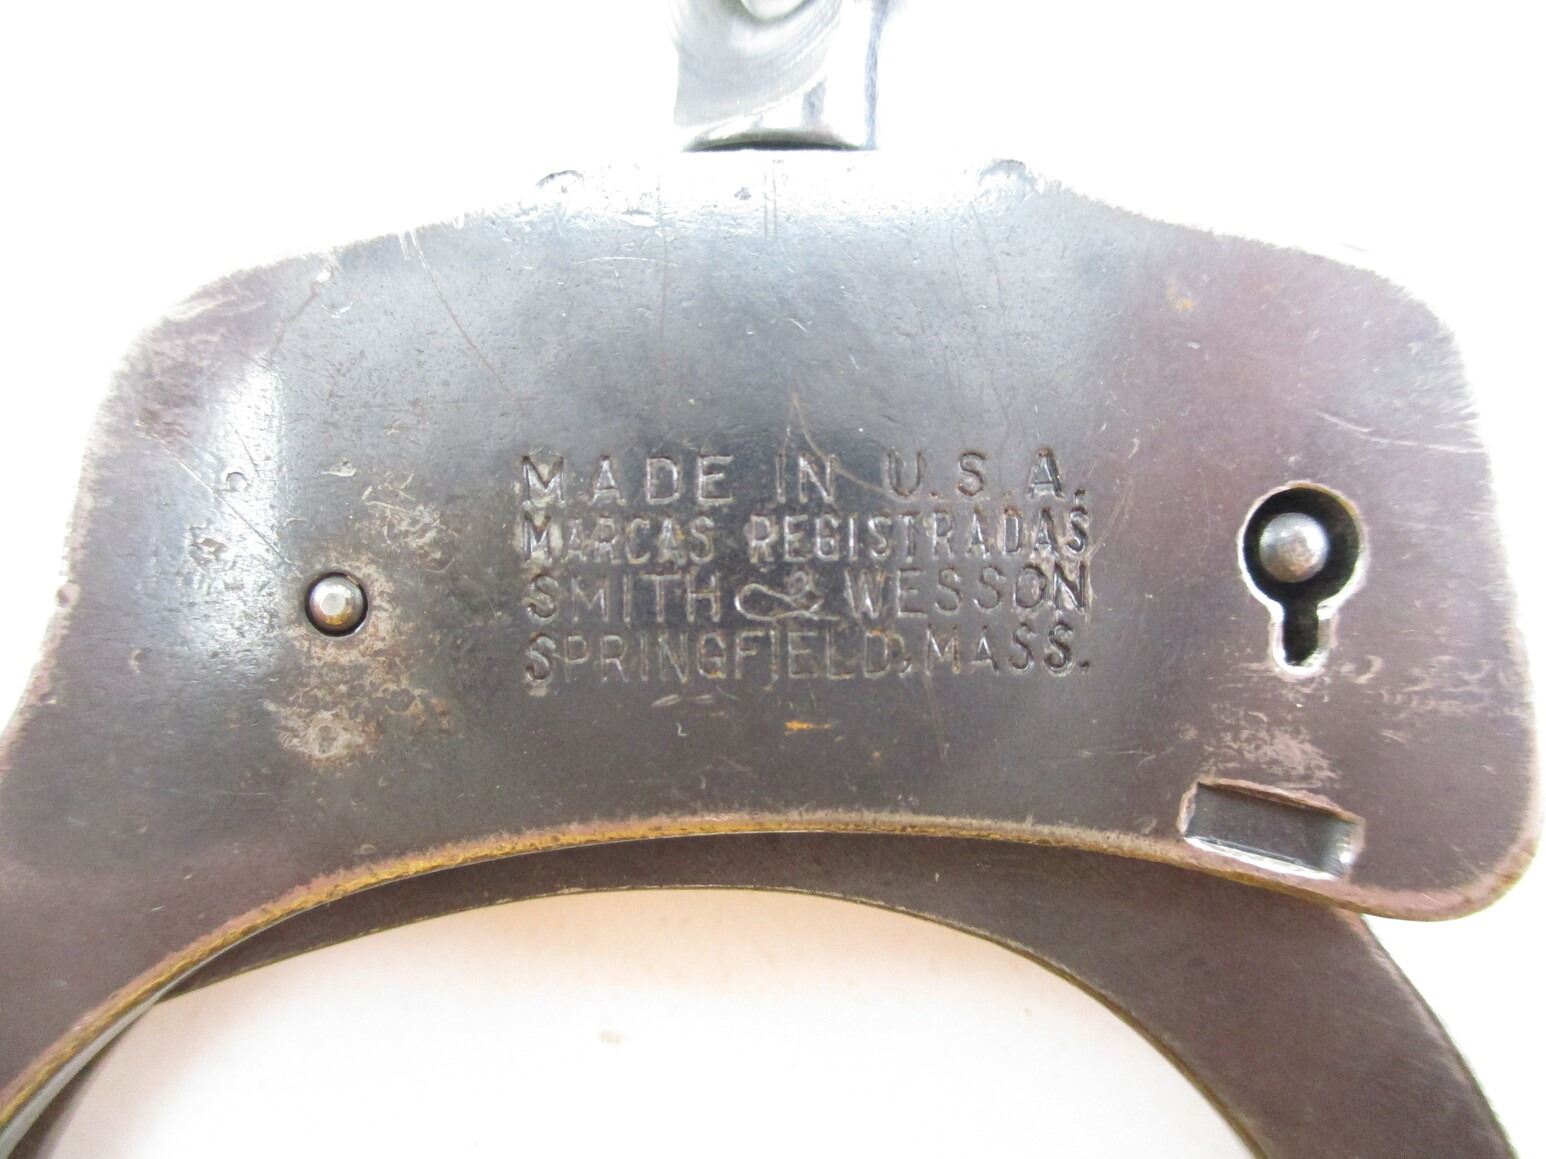 MADE IN U.S.A.
MARCAS REGISTRADAS
SMITH & WESSON
SPRINGFIELD, MASS.